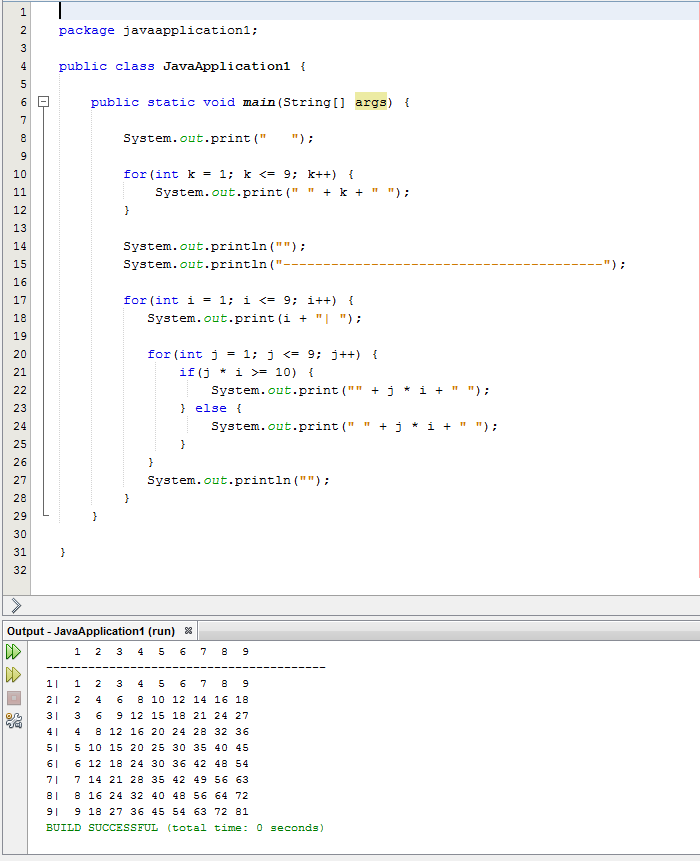 1
2 package javaapplication1;
3
4 public class JavaApplication1 {
5
6     public static void main(String[] args) {
7
8         System.out.print("   ");
9
10         for(int k = 1; k <= 9; k++) {
11             System.out.print(" " + k + " ");
12         }
13
14         System.out.println("");
15         System.out.println("----------------------------------------");
16
17         for(int i = 1; i <= 9; i++) {
18            System.out.print(i + "| ");
19
20            for(int j = 1; j <= 9; j++) {
21                if(j * i >= 10) {
22                    System.out.print("" + j * i + " ");
23                } else {
24                    System.out.print(" " + j * i + " ");
25                }
26            }
27            System.out.println("");
28         }
29     }
30
31 }
32
Output - JavaApplication1 (run)
    1  2  3  4  5  6  7  8  9
----------------------------------------
1|  1  2  3  4  5  6  7  8  9
2|  2  4  6  8 10 12 14 16 18
3|  3  6  9 12 15 18 21 24 27
4|  4  8 12 16 20 24 28 32 36
5|  5 10 15 20 25 30 35 40 45
6|  6 12 18 24 30 36 42 48 54
7|  7 14 21 28 35 42 49 56 63
8|  8 16 24 32 40 48 56 64 72
9|  9 18 27 36 45 54 63 72 81
BUILD SUCCESSFUL (total time: 0 seconds)